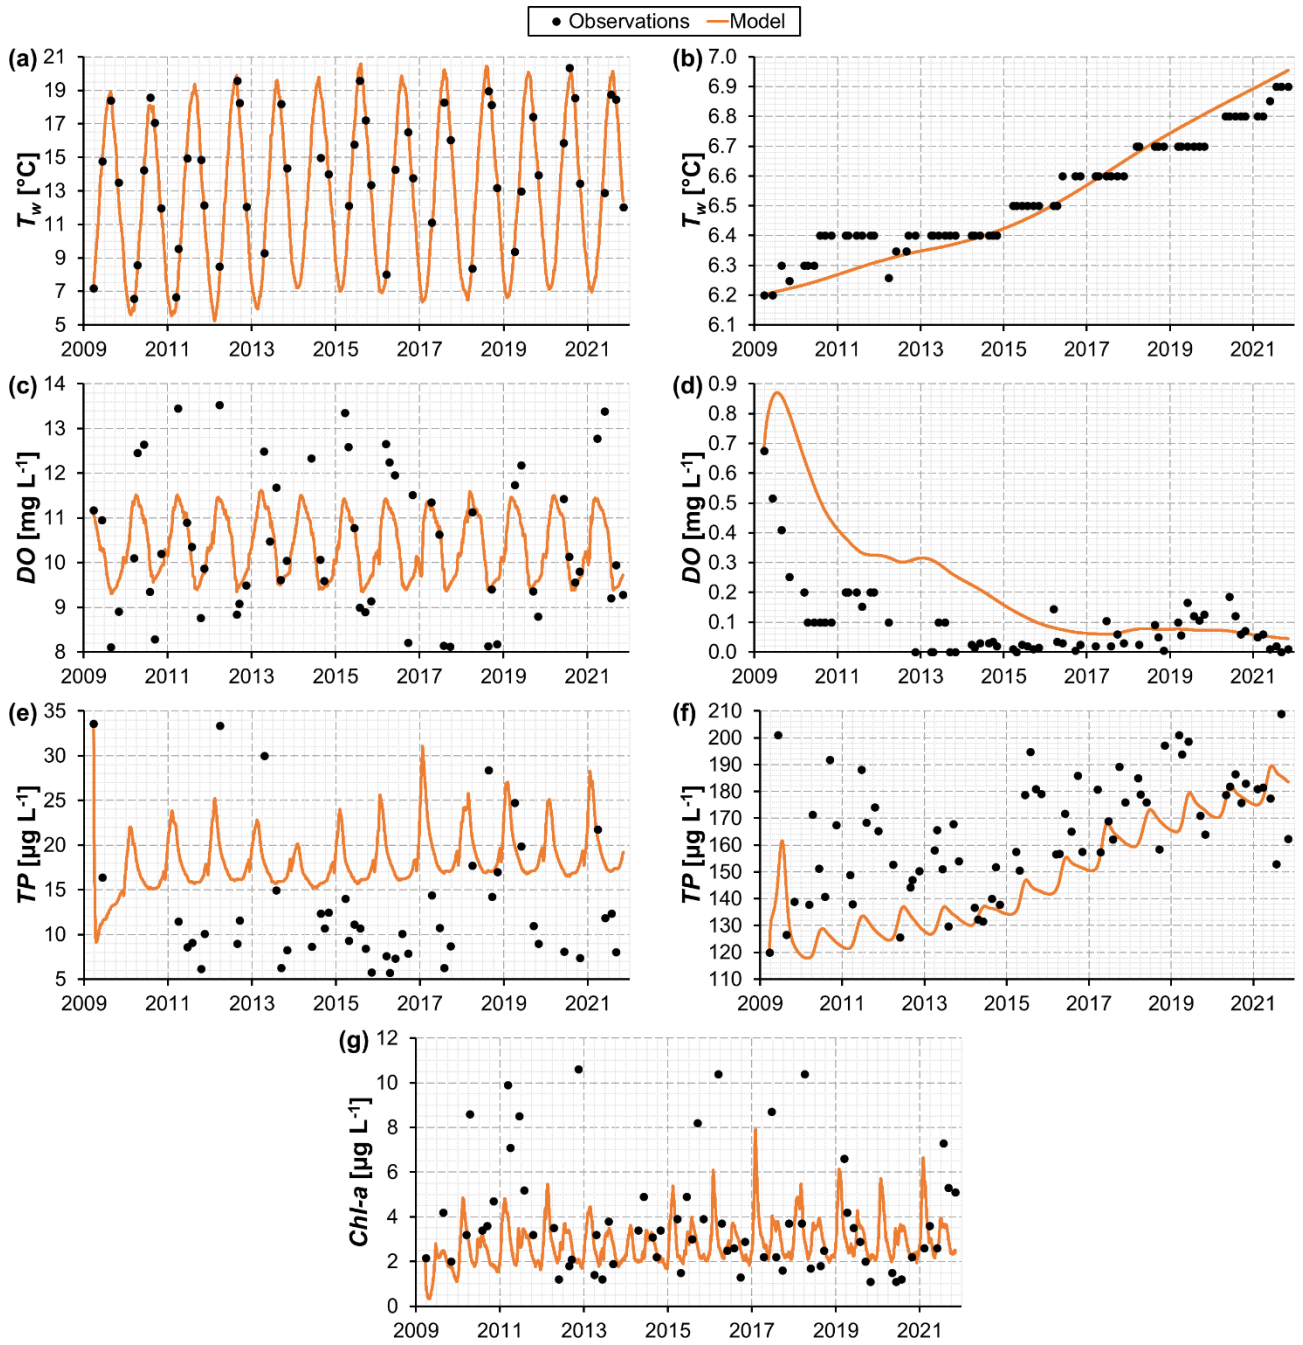 Observations Model
(a) (b)
21
19
17
15
13
11
9
7
5
T_w [°C]
2009 2011 2013 2015 2017 2019 2021
7.0
6.9
6.8
6.7
6.6
6.5
6.4
6.3
6.2
6.1
T_w [°C]
2009 2011 2013 2015 2017 2019 2021
(c)
14
13
12
11
10
9
8
DO [mg L⁻¹]
2009 2011 2013 2015 2017 2019 2021
(d)
0.9
0.8
0.7
0.6
0.5
0.4
0.3
0.2
0.1
0.0
DO [mg L⁻¹]
2009 2011 2013 2015 2017 2019 2021
(e)
35
30
25
20
15
10
5
TP [µg L⁻¹]
2009 2011 2013 2015 2017 2019 2021
(f)
210
200
190
180
170
160
150
140
130
120
110
TP [µg L⁻¹]
2009 2011 2013 2015 2017 2019 2021
(g)
12
10
8
6
4
2
0
Chl-a [µg L⁻¹]
2009 2011 2013 2015 2017 2019 2021